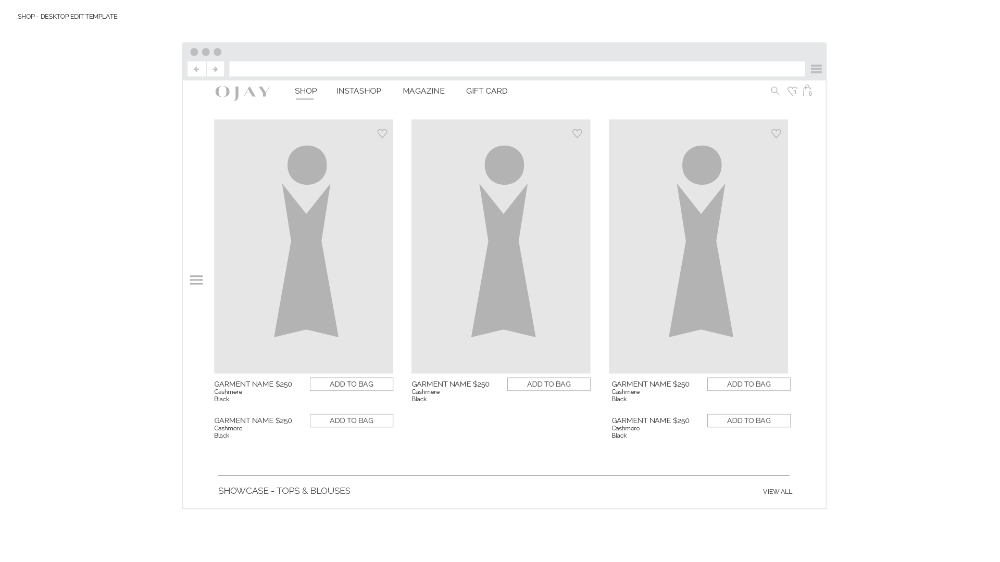 SHOP - DESKTOP EDIT TEMPLATE
OJAY SHOP INSTASHOP MAGAZINE GIFT CARD 3 6
GARMENT NAME $250 ADD TO BAG GARMENT NAME $250 ADD TO BAG GARMENT NAME $250 ADD TO BAG
Cashmere Cashmere Cashmere
Black Black Black
GARMENT NAME $250 ADD TO BAG GARMENT NAME $250 ADD TO BAG
Cashmere Cashmere
Black Black
SHOWCASE - TOPS & BLOUSES VIEW ALL